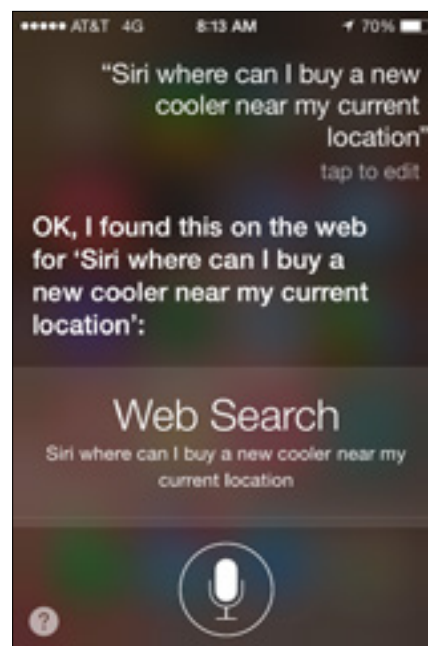 ●●●●● AT&T 4G 8:13 AM 70%
“Siri where can I buy a new
cooler near my current
location”
tap to edit
OK, I found this on the web
for ‘Siri where can I buy a
new cooler near my current
location’:
Web Search
Siri where can I buy a new cooler near my
current location
?